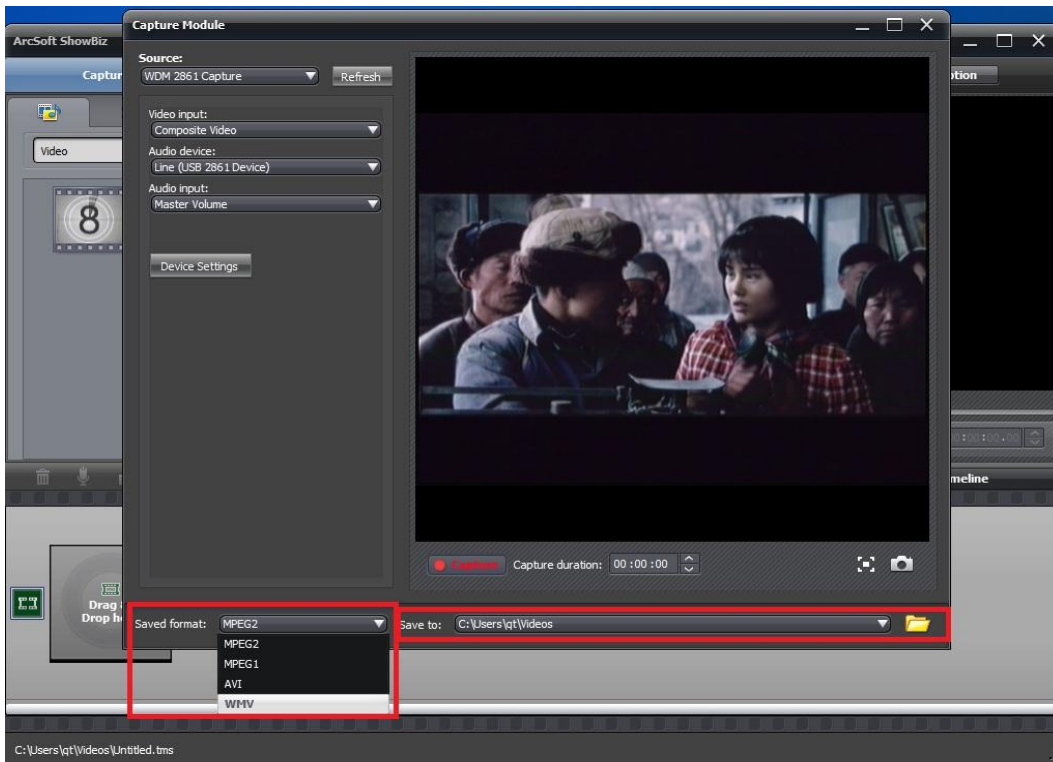 Capture Module
ArcSoft ShowBiz
Source:
WDM 2861 Capture
Refresh
Video input:
Composite Video
Audio device:
Line (USB 2861 Device)
Audio input:
Master Volume
Device Settings
Video
8
Capture
Capture duration:
00:00:00
Saved format:
MPEG2
MPEG2
MPEG1
AVI
WMV
Save to:
C:\Users\qt\Videos
Drag
C:\Users\qt\Videos\Untitled.tms